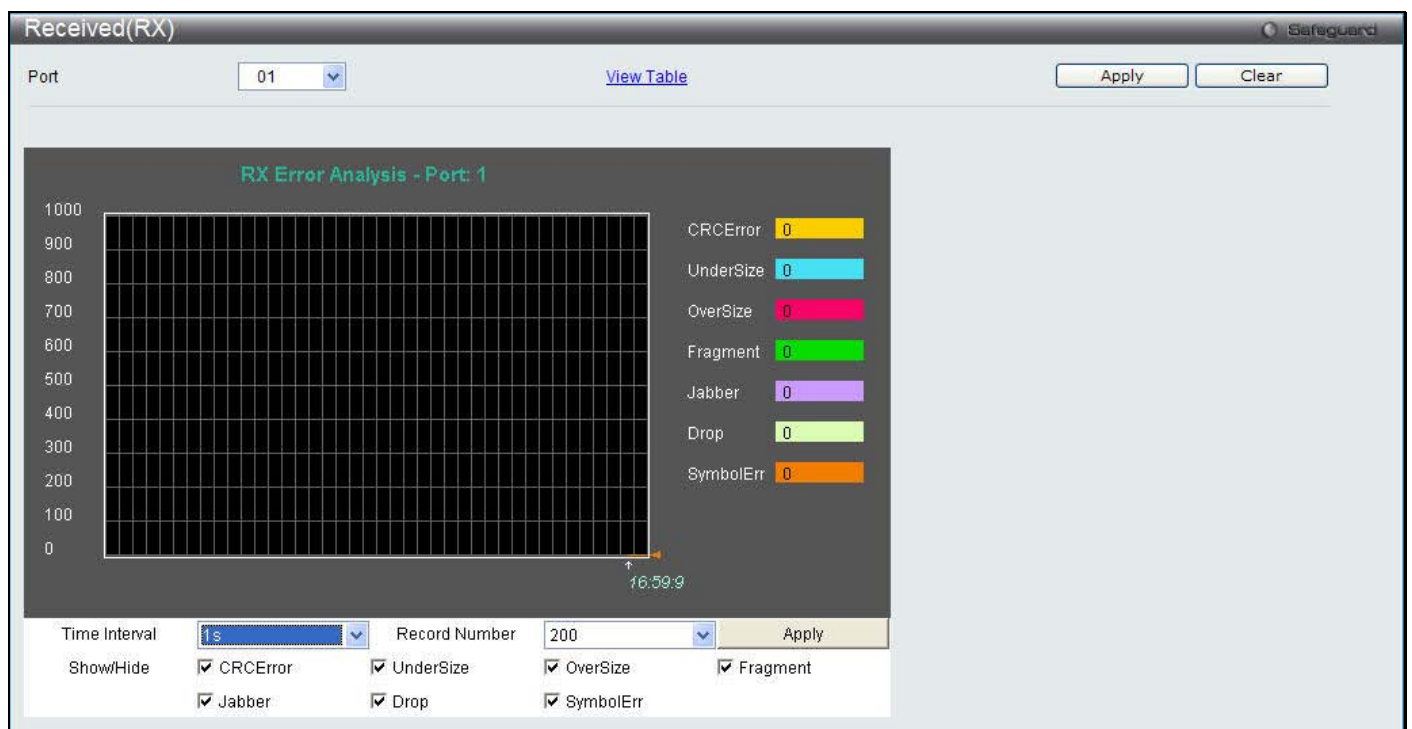 Received(RX)
Safeguard
Port 01 View Table Apply Clear
RX Error Analysis - Port: 1
1000
900
800
700
600
500
400
300
200
100
0
CRCError 0
UnderSize 0
OverSize 0
Fragment 0
Jabber 0
Drop 0
SymbolErr 0
16:59:9
Time Interval 1s Record Number 200 Apply
Show/Hide CRCError UnderSize OverSize Fragment
Jabber Drop SymbolErr